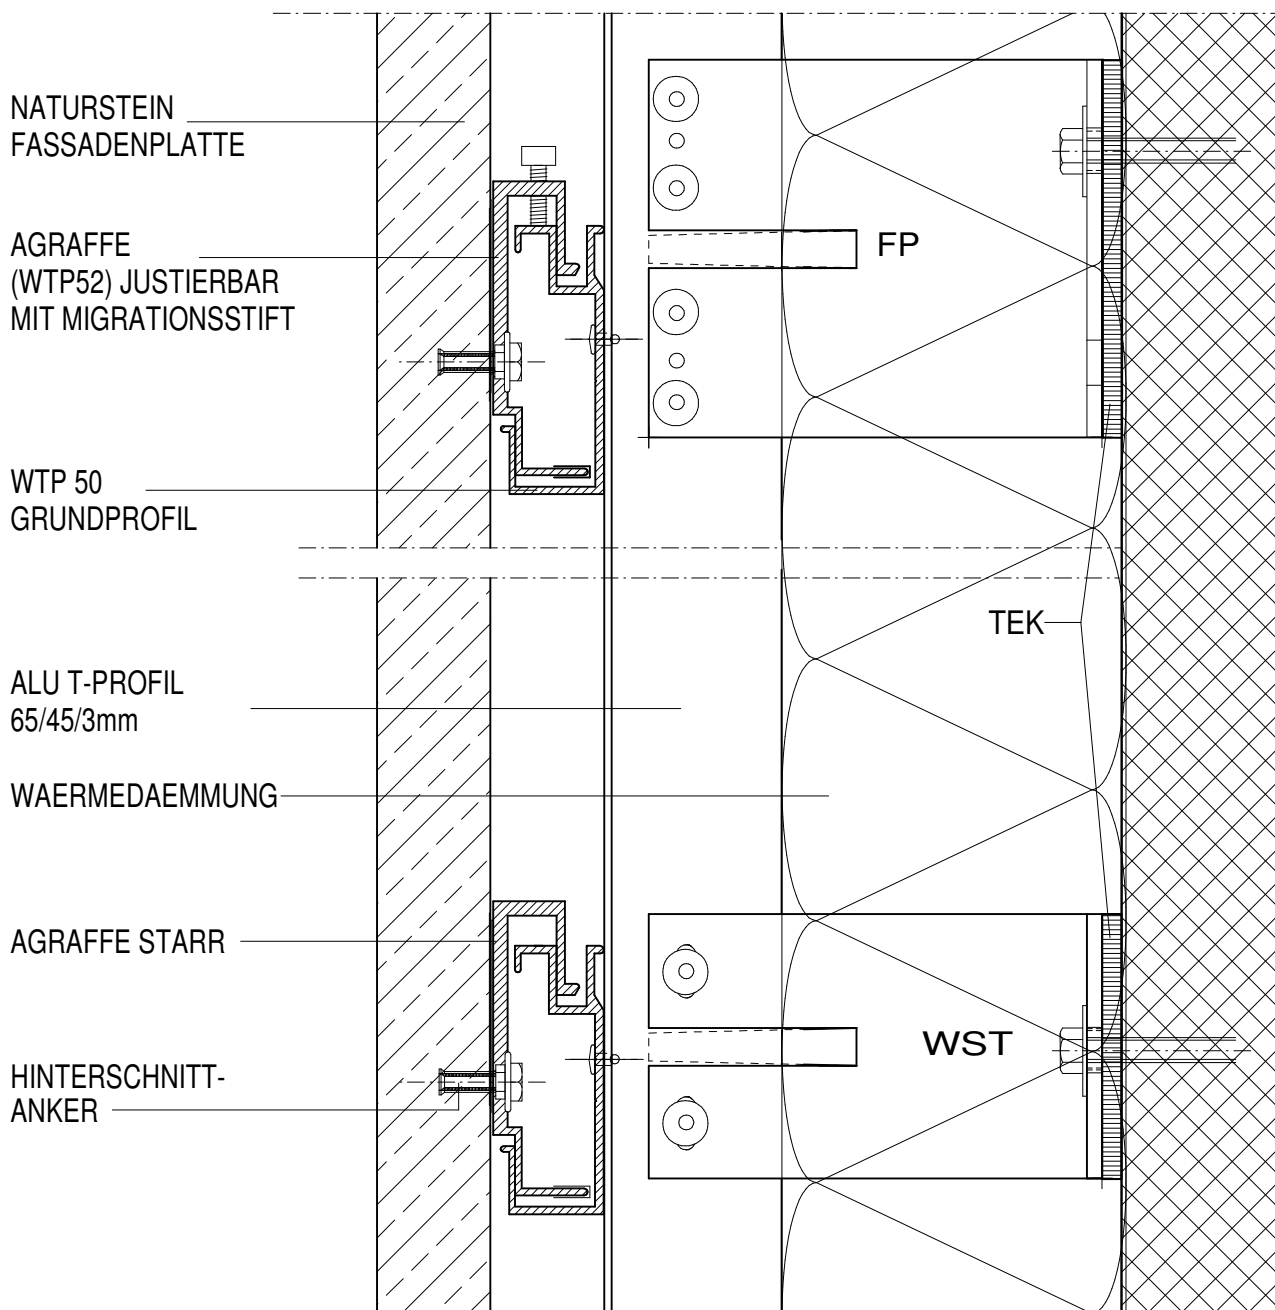 NATURSTEIN
FASSADENPLATTE
AGRAFFE
(WTP52) JUSTIERBAR
MIT MIGRATIONSSTIFT
FP
WTP 50
GRUNDPROFIL
TEK
ALU T-PROFIL
65/45/3mm
WAERMEDAEMMUNG
AGRAFFE STARR
WST
HINTERSCHNITT-
ANKER